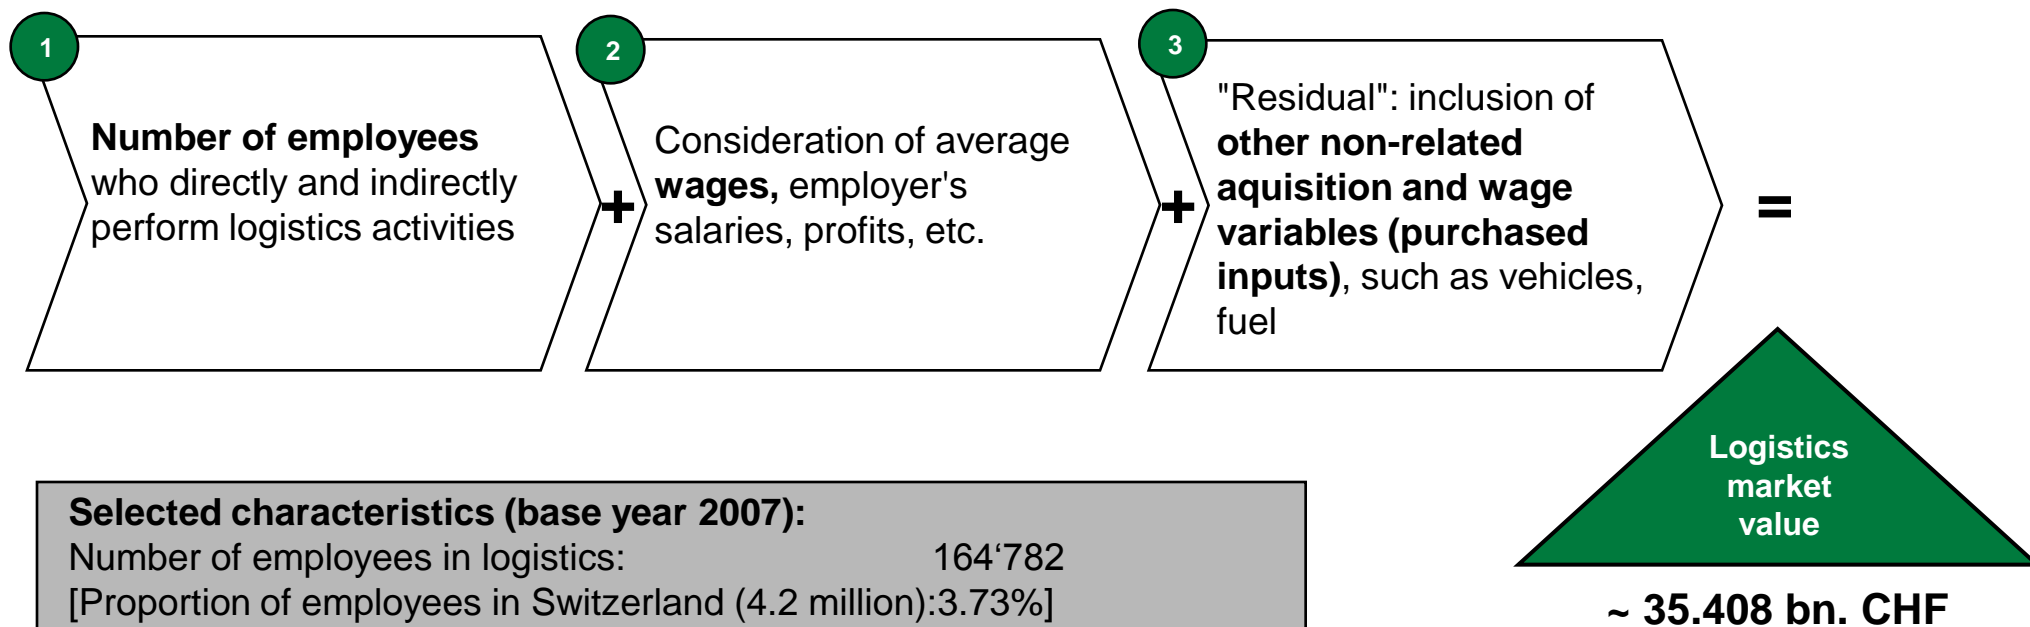 1
Number of employees
who directly and indirectly
perform logistics activities
+
2
Consideration of average
wages, employer's
salaries, profits, etc.
+
3
"Residual": inclusion of
other non-related
aquisition and wage
variables (purchased
inputs), such as vehicles,
fuel
=
Logistics
market
value
~ 35.408 bn. CHF
Selected characteristics (base year 2007):
Number of employees in logistics: 164‘782
[Proportion of employees in Switzerland (4.2 million):3.73%]